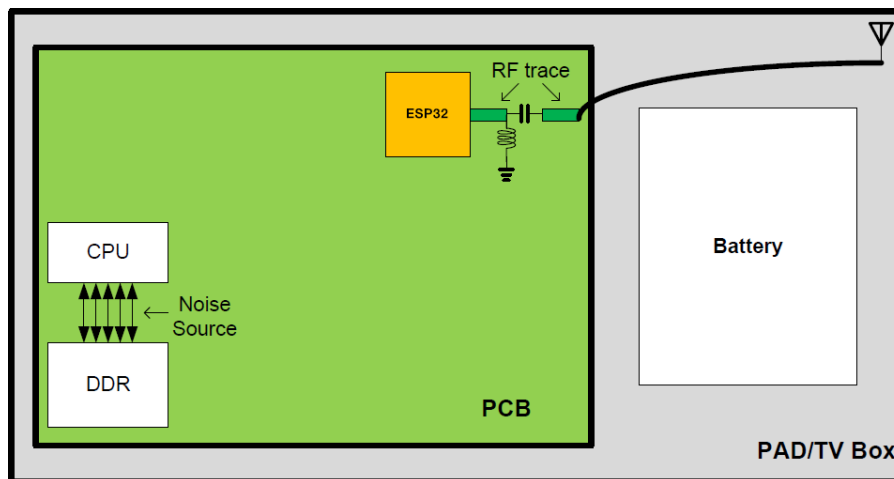 RF trace
ESP32
Battery
CPU
Noise
Source
DDR
PCB
PAD/TV Box